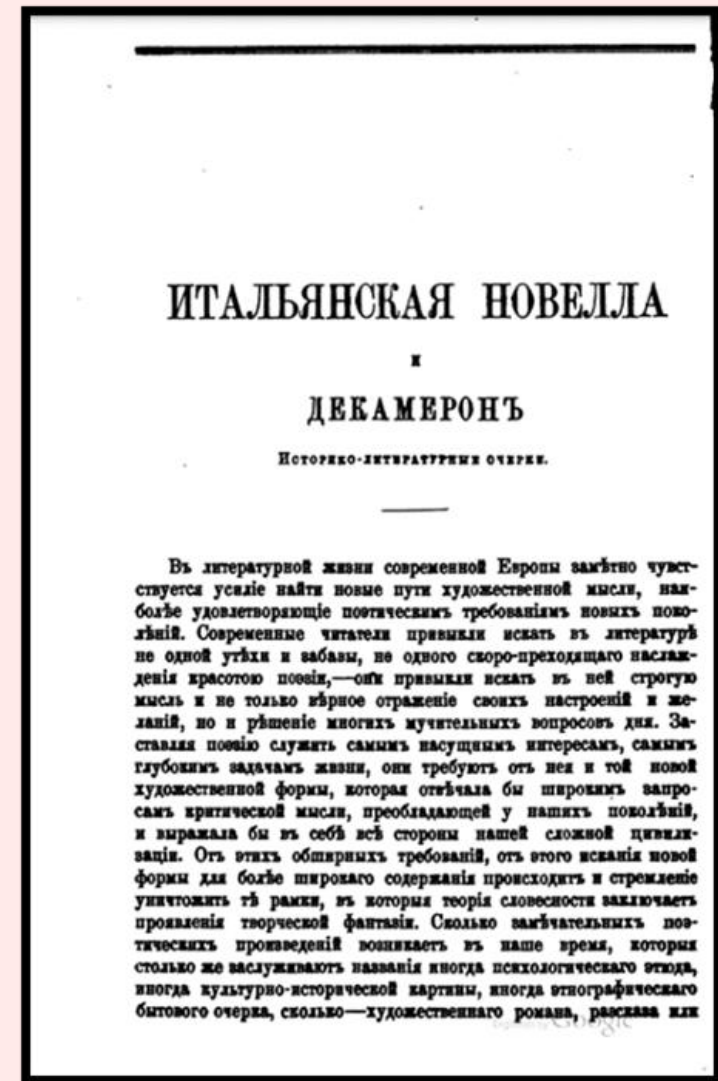 ИТАЛЬЯНСКАЯ НОВЕЛЛА
и
ДЕКАМЕРОНЪ
Историко-литературные очерки.
Въ литературной жизни современной Европы замѣтно чувст-
ствуется усиліе найти новые пути художественной мысли, наи-
болѣе удовлетворяющіе поэтическимъ требованіямъ новыхъ поко-
лѣній. Современные читатели привыкли искать въ литературѣ
не одной утѣхи и забавы, не одного скоро-преходящаго наслаж-
денія красотою поэзіи,—они привыкли искать въ ней строгую
мысль и не только вѣрное отраженіе своихъ настроеній и же-
ланій, но и рѣшеніе многихъ мучительныхъ вопросовъ дня. За-
ставляя поэзію служить самымъ насущнымъ интересамъ, самымъ
глубокимъ задачамъ жизни, они требуютъ отъ нея и той новой
художественной формы, которая отвѣчала бы широкимъ запро-
самъ критической мысли, преобладающей у нашихъ поколѣній,
и выражала бы въ себѣ всѣ стороны нашей сложной цивили-
заціи. Отъ этихъ обширныхъ требованій, отъ этого исканія новой
формы для болѣе широкаго содержанія происходитъ и стремленіе
уничтожить тѣ рамки, въ которыя теорія словесности заключаетъ
проявленія творческой фантазіи. Сколько замѣчательныхъ поэ-
тическихъ произведеній возникаетъ въ наше время, которыя
столько же заслуживаютъ названія иногда психологическаго этюда,
иногда культурно-исторической картины, иногда этнографическаго
бытового очерка, сколько—художественнаго романа, разсказа или
Google